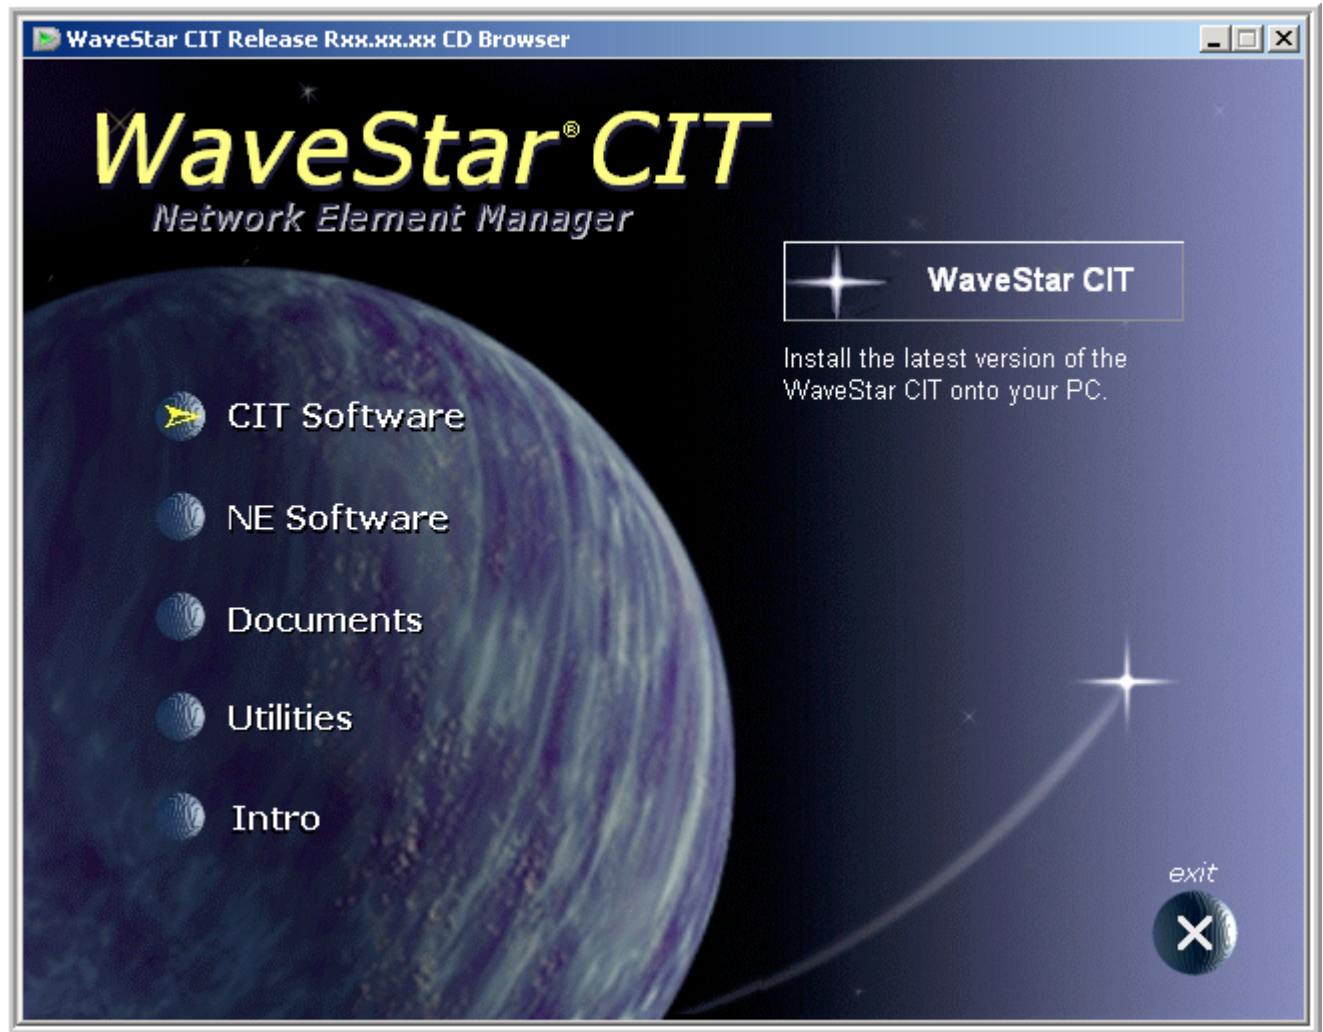 WaveStar CIT Release Rxx.xx.xx CD Browser
WaveStar® CIT
Network Element Manager
WaveStar CIT
Install the latest version of the
WaveStar CIT onto your PC.
CIT Software
NE Software
Documents
Utilities
Intro
exit